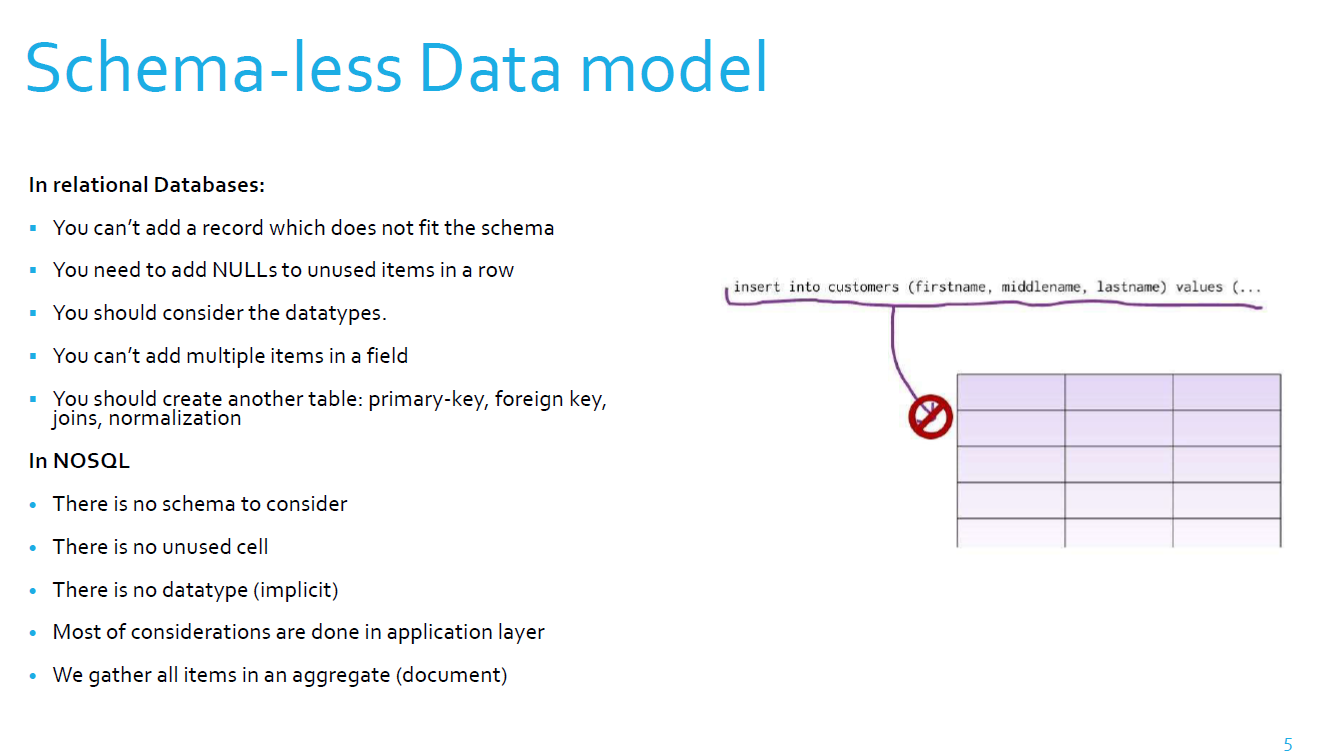 Schema-less Data model
In relational Databases:
▪ You can’t add a record which does not fit the schema
▪ You need to add NULLs to unused items in a row
▪ You should consider the datatypes.
▪ You can’t add multiple items in a field
▪ You should create another table: primary-key, foreign key,
joins, normalization
In NOSQL
• There is no schema to consider
• There is no unused cell
• There is no datatype (implicit)
• Most of considerations are done in application layer
• We gather all items in an aggregate (document)
insert into customers (firstname, middlename, lastname) values (...
5